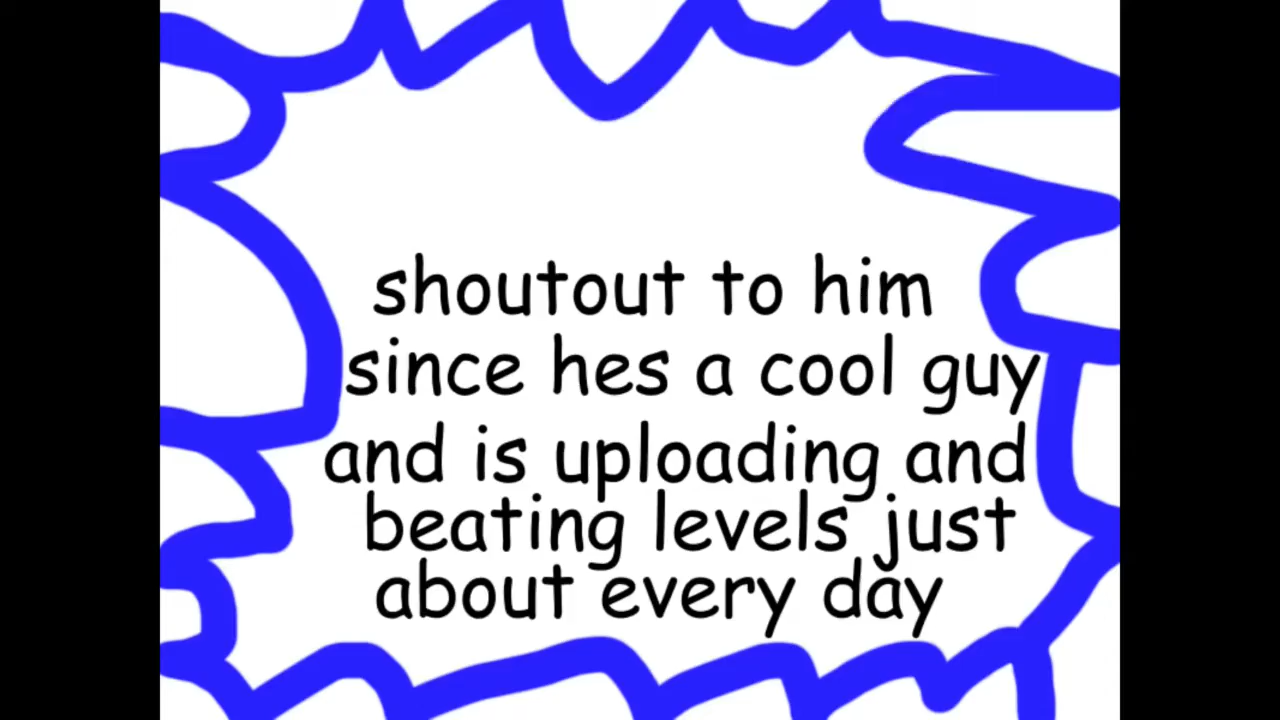 shoutout to him
since hes a cool guy
and is uploading and
beating levels just
about every day